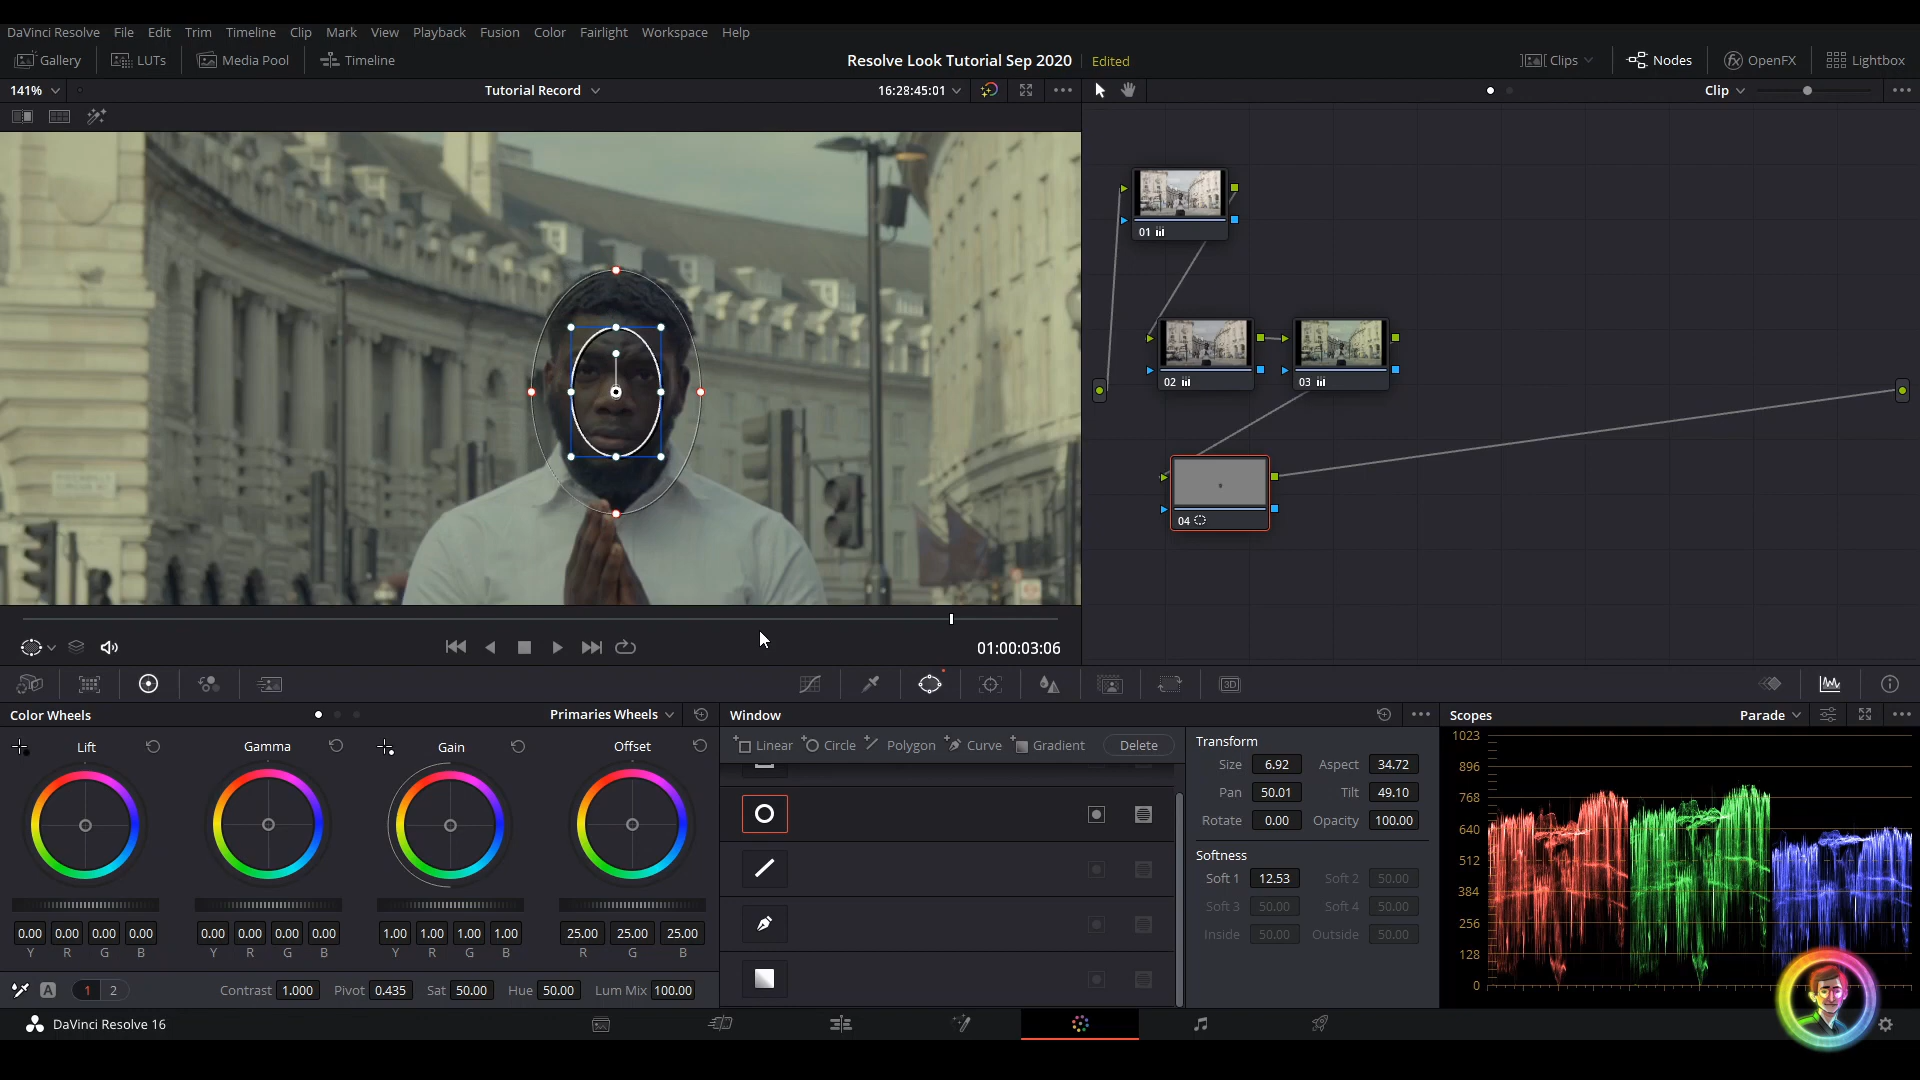 DaVinci Resolve File Edit Trim Timeline Clip Mark View Playback Fusion Color Fairlight Workspace Help
Gallery LUTs Media Pool Timeline Resolve Look Tutorial Sep 2020 Edited Clips Nodes OpenFX Lightbox
141% Tutorial Record 16:28:45:01 Clip
01
02 03
04
01:00:03:06
Color Wheels Primaries Wheels Window Scopes Parade
Lift Gamma Gain Offset
0.00 0.00 0.00 0.00 0.00 0.00 0.00 0.00 1.00 1.00 1.00 1.00 25.00 25.00 25.00
Y R G B Y R G B Y R G B R G B
A 1 2 Contrast 1.000 Pivot 0.435 Sat 50.00 Hue 50.00 Lum Mix 100.00
Linear Circle Polygon Curve Gradient Delete
Transform
Size 6.92 Aspect 34.72
Pan 50.01 Tilt 49.10
Rotate 0.00 Opacity 100.00
Softness
Soft 1 12.53 Soft 2 50.00
Soft 3 50.00 Soft 4 50.00
Inside 50.00 Outside 50.00
1023
896
768
640
512
384
256
128
0
3D
DaVinci Resolve 16